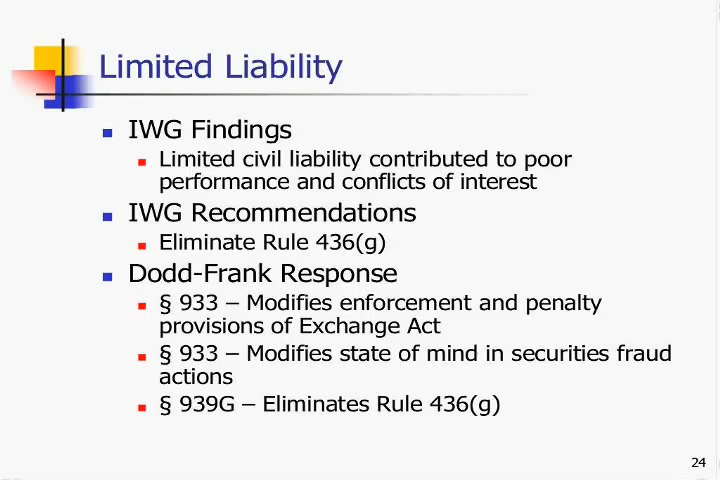 Limited Liability
IWG Findings
Limited civil liability contributed to poor
performance and conflicts of interest
IWG Recommendations
Eliminate Rule 436(g)
Dodd-Frank Response
§ 933 – Modifies enforcement and penalty
provisions of Exchange Act
§ 933 – Modifies state of mind in securities fraud
actions
§ 939G – Eliminates Rule 436(g)
24